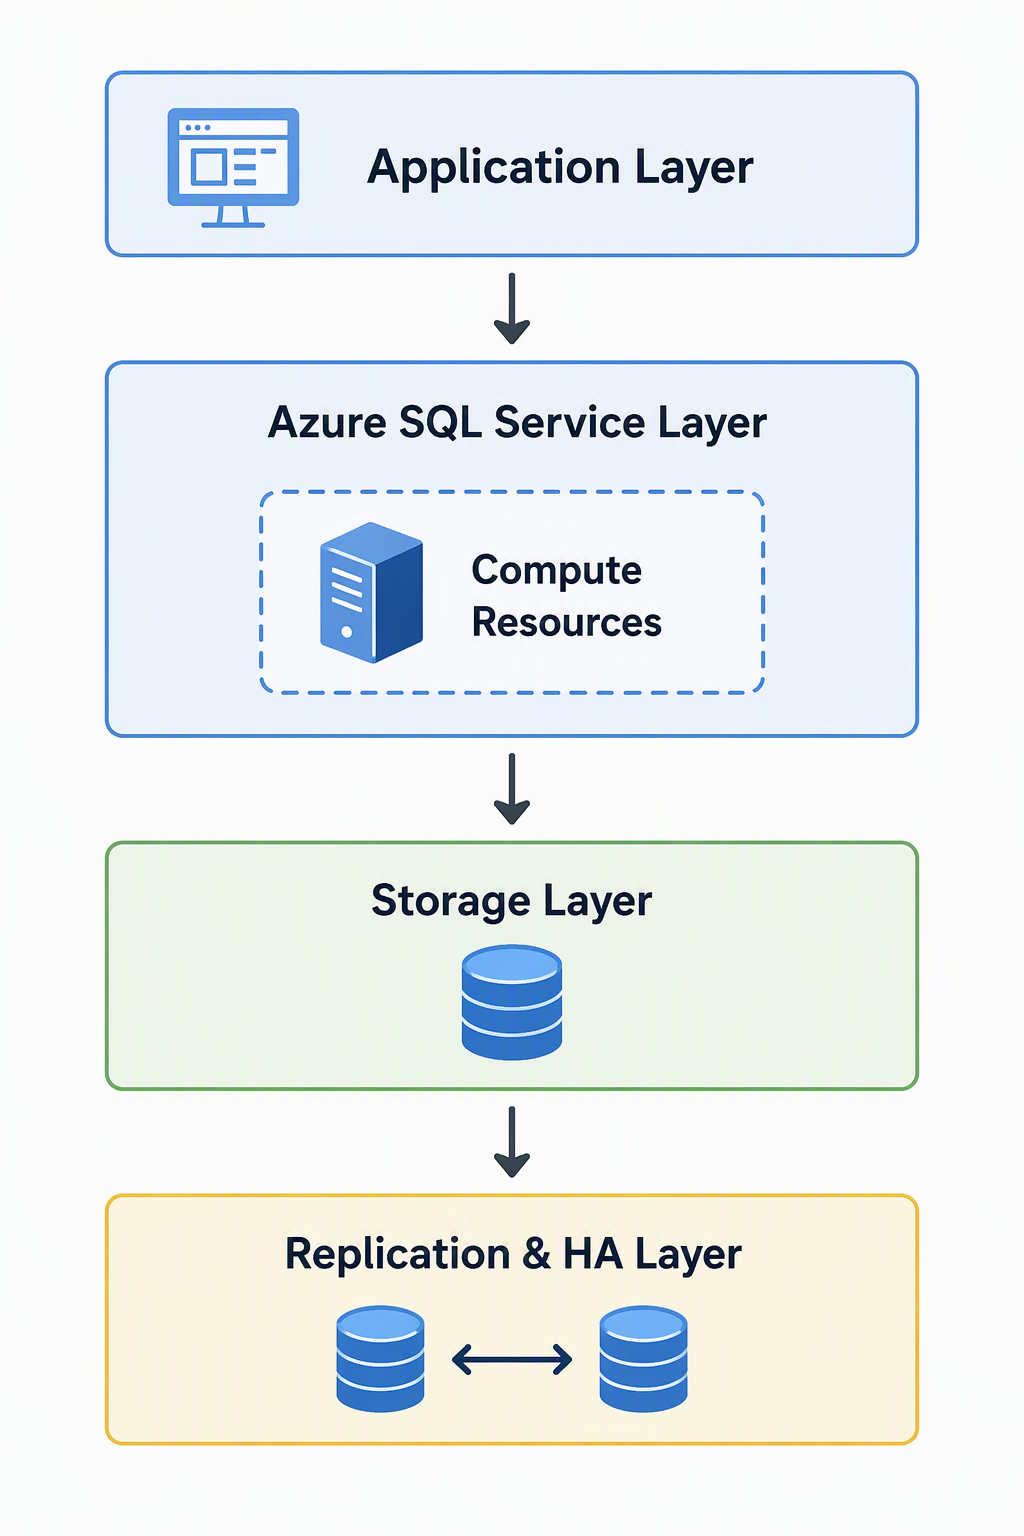 Application Layer
Azure SQL Service Layer
Compute
Resources
Storage Layer
Replication & HA Layer